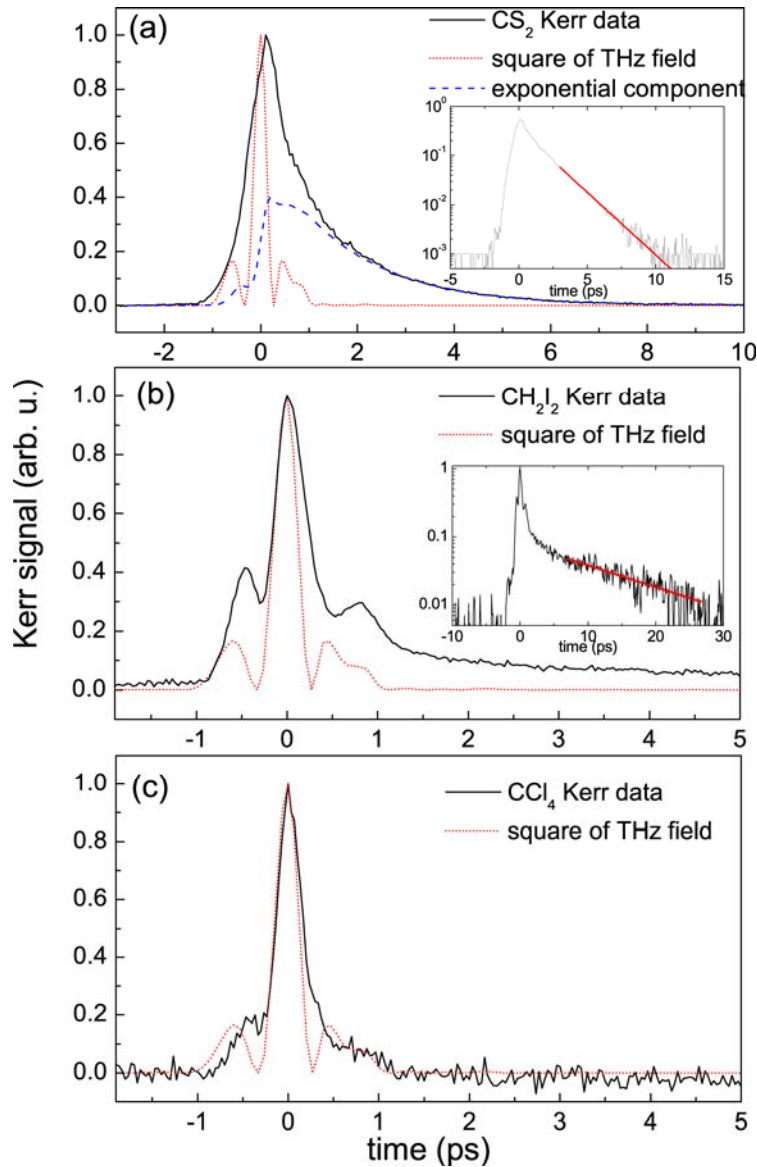 (a)
CS₂ Kerr data
square of THz field
exponential component
1.0
0.8
0.6
0.4
0.2
0.0
10⁰
10⁻¹
10⁻²
10⁻³
-5 0 5 10 15
time (ps)
-2 0 2 4 6 8 10
Kerr signal (arb. u.)
(b)
CH₂I₂ Kerr data
square of THz field
1.0
0.8
0.6
0.4
0.2
0.0
1
0.1
0.01
-10 0 10 20 30
time (ps)
-1 0 1 2 3 4 5
(c)
CCl₄ Kerr data
square of THz field
1.0
0.8
0.6
0.4
0.2
0.0
-1 0 1 2 3 4 5
time (ps)